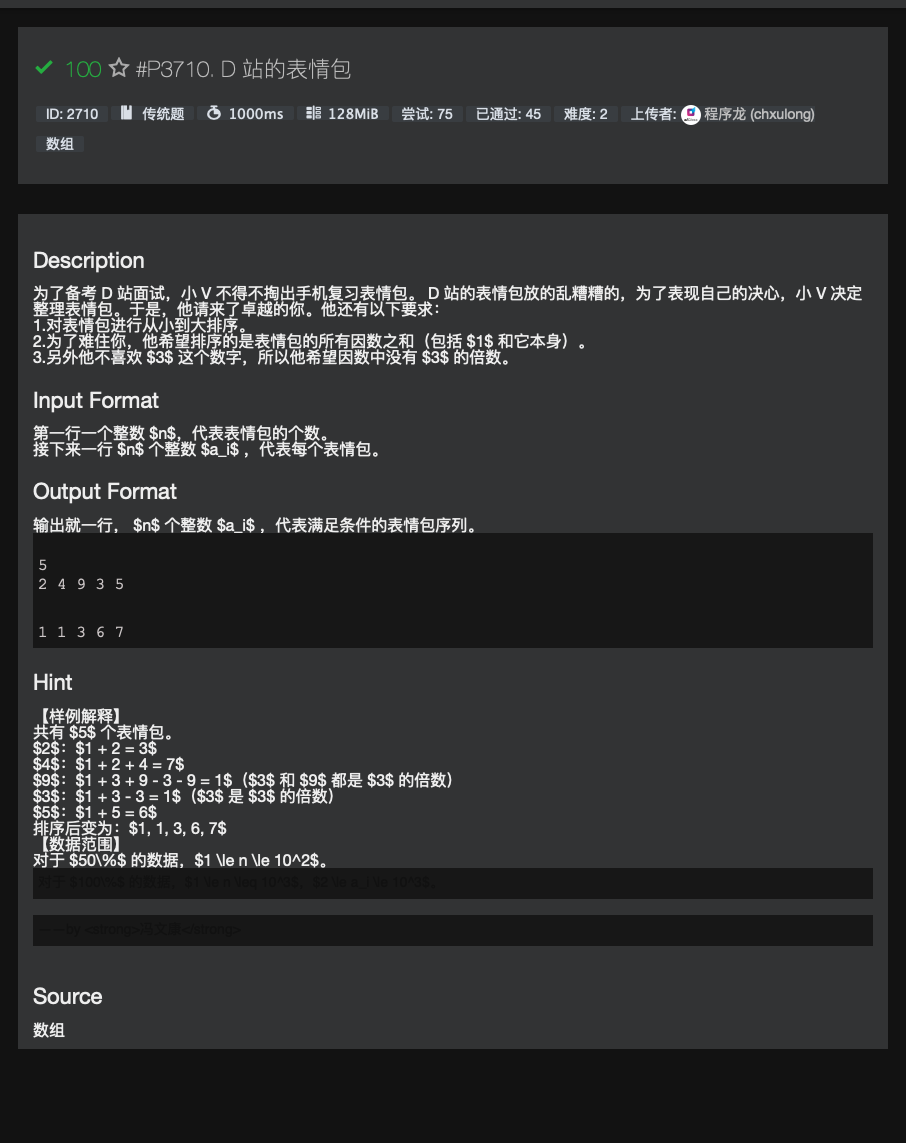 100 #P3710. D 站的表情包
ID: 2710 传统题 1000ms 128MiB 尝试: 75 已通过: 45 难度: 2 上传者: 程序龙 (chxulong)
数组
Description
为了备考 D 站面试，小 V 不得不掏出手机复习表情包。 D 站的表情包放的乱糟糟的，为了表现自己的决心，小 V 决定
整理表情包。于是，他请来了卓越的你。他还有以下要求：
1.对表情包进行从小到大排序。
2.为了难住你，他希望排序的是表情包的所有因数之和（包括 $1$ 和它本身）。
3.另外他不喜欢 $3$ 这个数字，所以他希望因数中没有 $3$ 的倍数。
Input Format
第一行一个整数 $n$，代表表情包的个数。
接下来一行 $n$ 个整数 $a_i$ ，代表每个表情包。
Output Format
输出就一行， $n$ 个整数 $a_i$ ，代表满足条件的表情包序列。
5
2 4 9 3 5
1 1 3 6 7
Hint
【样例解释】
共有 $5$ 个表情包。
$2$：$1 + 2 = 3$
$4$：$1 + 2 + 4 = 7$
$9$：$1 + 3 + 9 - 3 - 9 = 1$（$3$ 和 $9$ 都是 $3$ 的倍数）
$3$：$1 + 3 - 3 = 1$（$3$ 是 $3$ 的倍数）
$5$：$1 + 5 = 6$
排序后变为：$1, 1, 3, 6, 7$
【数据范围】
对于 $50\%$ 的数据，$1 \le n \le 10^2$。
对于 $100\%$ 的数据，$1 \le n \leq 10^3$，$2 \le a_i \le 10^3$。
Source
数组